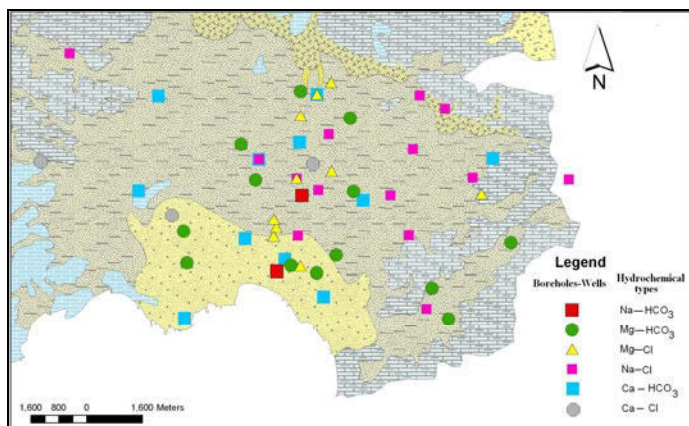 N
Legend
Boreholes-Wells Hydrochemical types
Na—HCO₃
Mg—HCO₃
Mg—Cl
Na—Cl
Ca—HCO₃
Ca—Cl
1,600 800 0 1,600 Meters